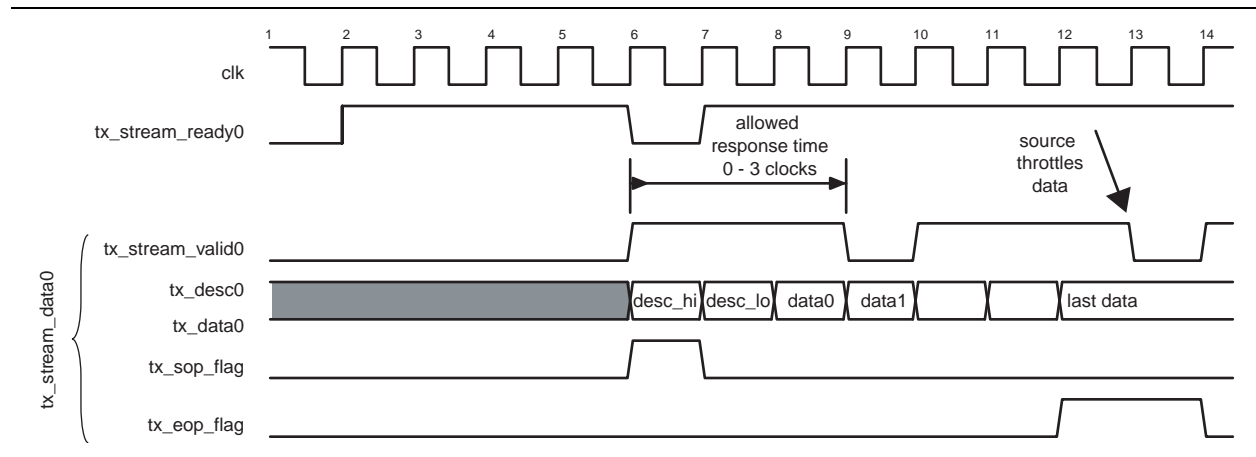 1 2 3 4 5 6 7 8 9 10 11 12 13 14
clk
tx_stream_ready0
allowed
response time
0 - 3 clocks
source
throttles
data
tx_stream_data0
tx_stream_valid0
tx_desc0
desc_hi desc_lo data0 data1 last data
tx_data0
tx_sop_flag
tx_eop_flag